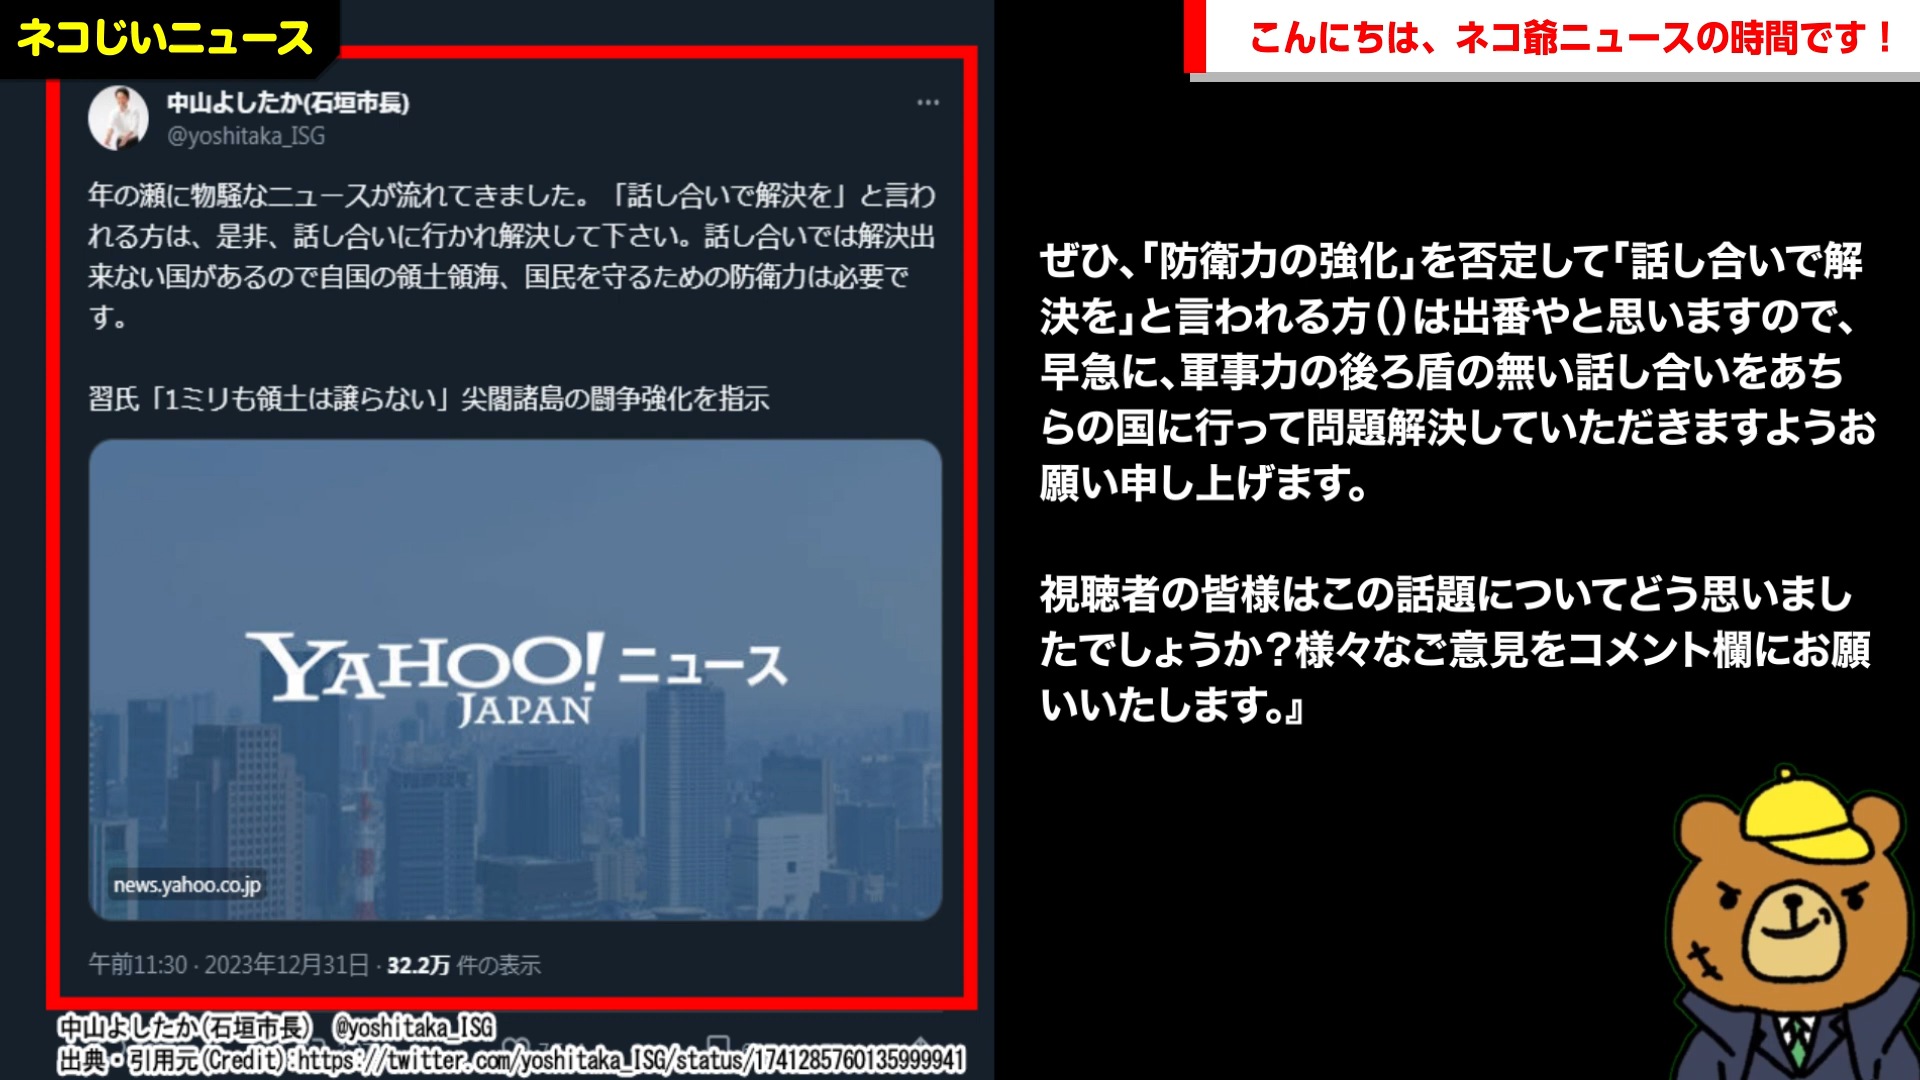 ネコじいニュース
こんにちは、ネコ爺ニュースの時間です！
中山よしたか(石垣市長)
@yoshitaka_ISG
年の瀬に物騒なニュースが流れてきました。「話し合いで解決を」と言わ
れる方は、是非、話し合いに行かれ解決して下さい。話し合いでは解決出
来ない国があるので自国の領土領海、国民を守るための防衛力は必要で
す。
習氏「1ミリも領土は譲らない」尖閣諸島の闘争強化を指示
YAHOO!ニュース
JAPAN
news.yahoo.co.jp
午前11:30 · 2023年12月31日 · 32.2万 件の表示
中山よしたか(石垣市長) @yoshitaka_ISG
出典・引用元(Credit):https://twitter.com/yoshitaka_ISG/status/1741285760135999941
ぜひ、「防衛力の強化」を否定して「話し合いで解
決を」と言われる方()は出番やと思いますので、
早急に、軍事力の後ろ盾の無い話し合いをあち
らの国に行って問題解決していただきますようお
願い申し上げます。
視聴者の皆様はこの話題についてどう思いまし
たでしょうか？様々なご意見をコメント欄にお願
いいたします。』